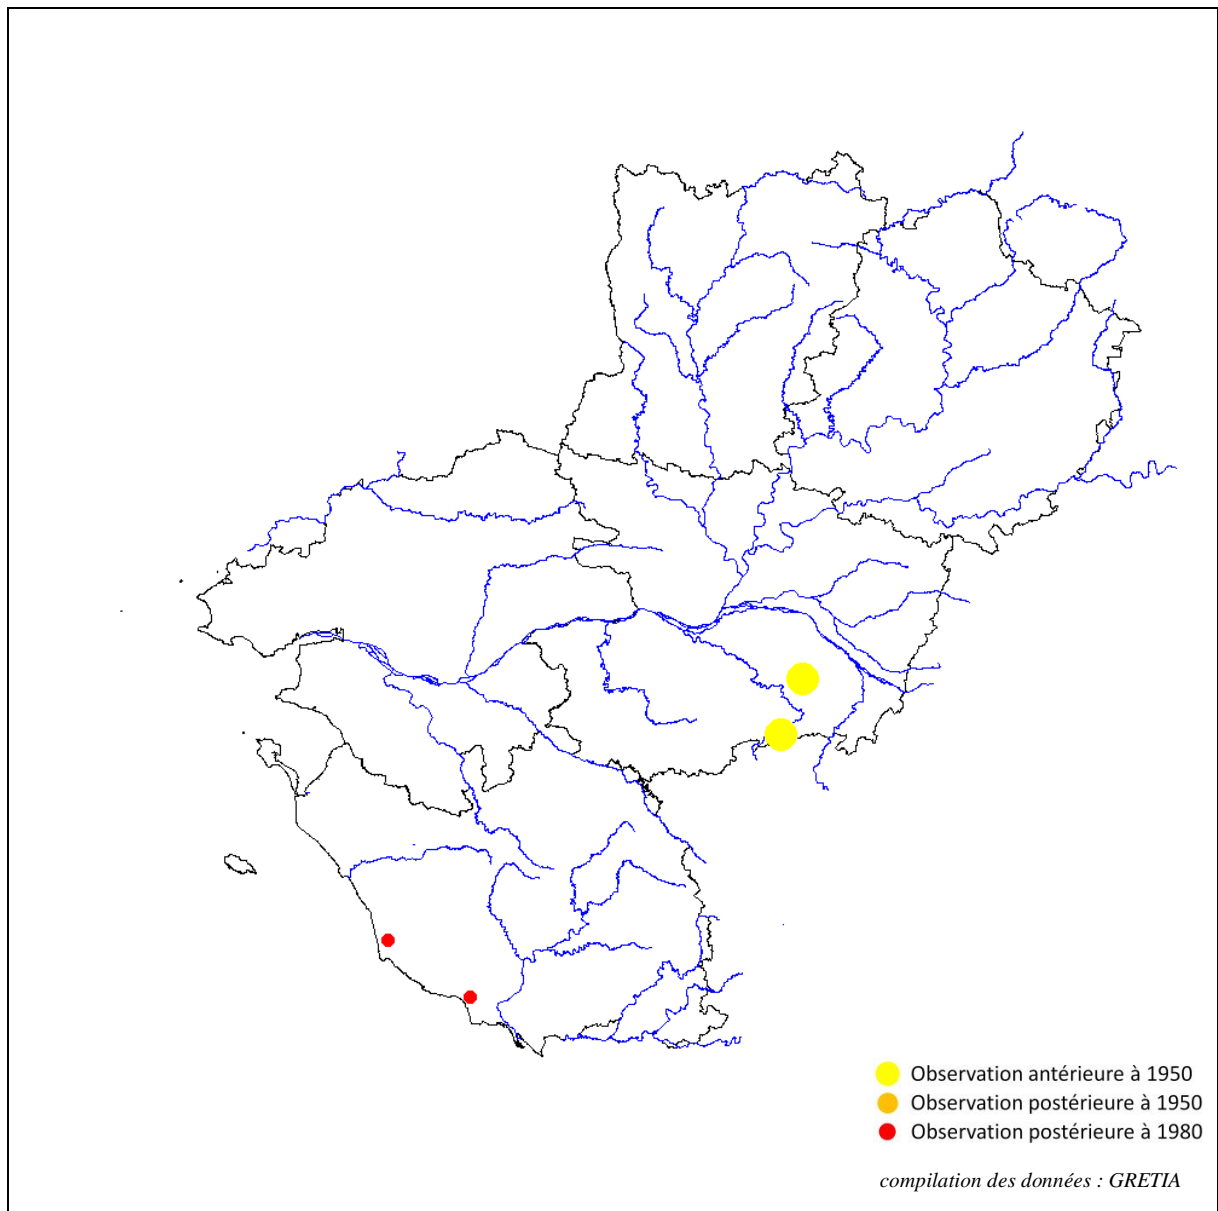 Observation antérieure à 1950
Observation postérieure à 1950
Observation postérieure à 1980
compilation des données : GRETIA